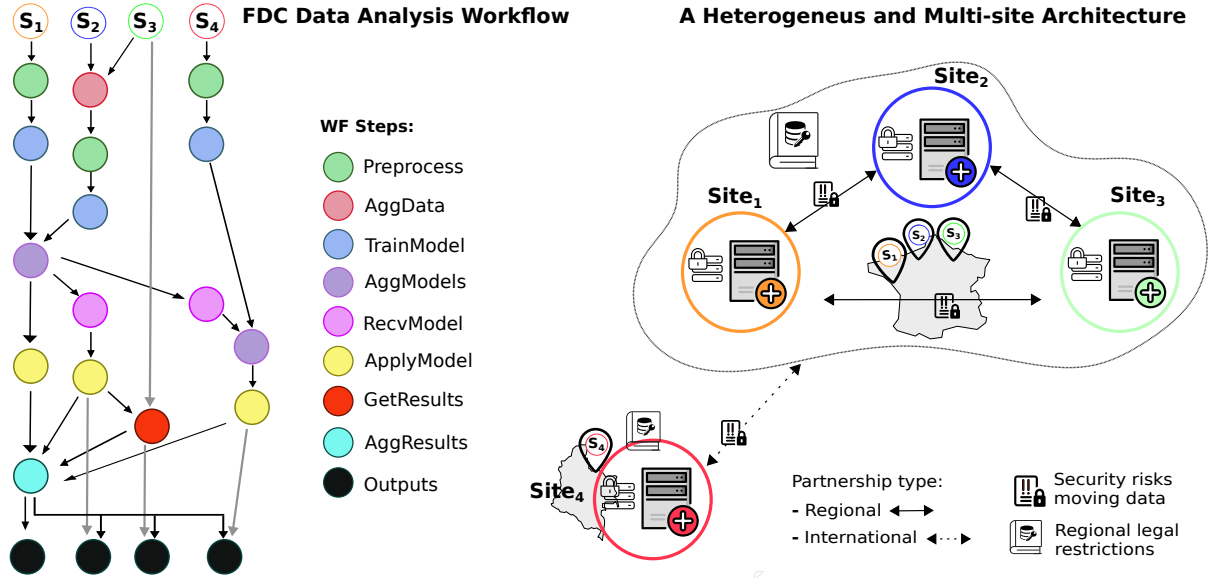 FDC Data Analysis Workflow
S1
S2
S3
S4
WF Steps:
Preprocess
AggData
TrainModel
AggModels
RecvModel
ApplyModel
GetResults
AggResults
Outputs
A Heterogeneus and Multi-site Architecture
Site2
Site1
Site3
S1
S2
S3
S4
Site4
Partnership type:
- Regional
- International
Security risks
moving data
Regional legal
restrictions